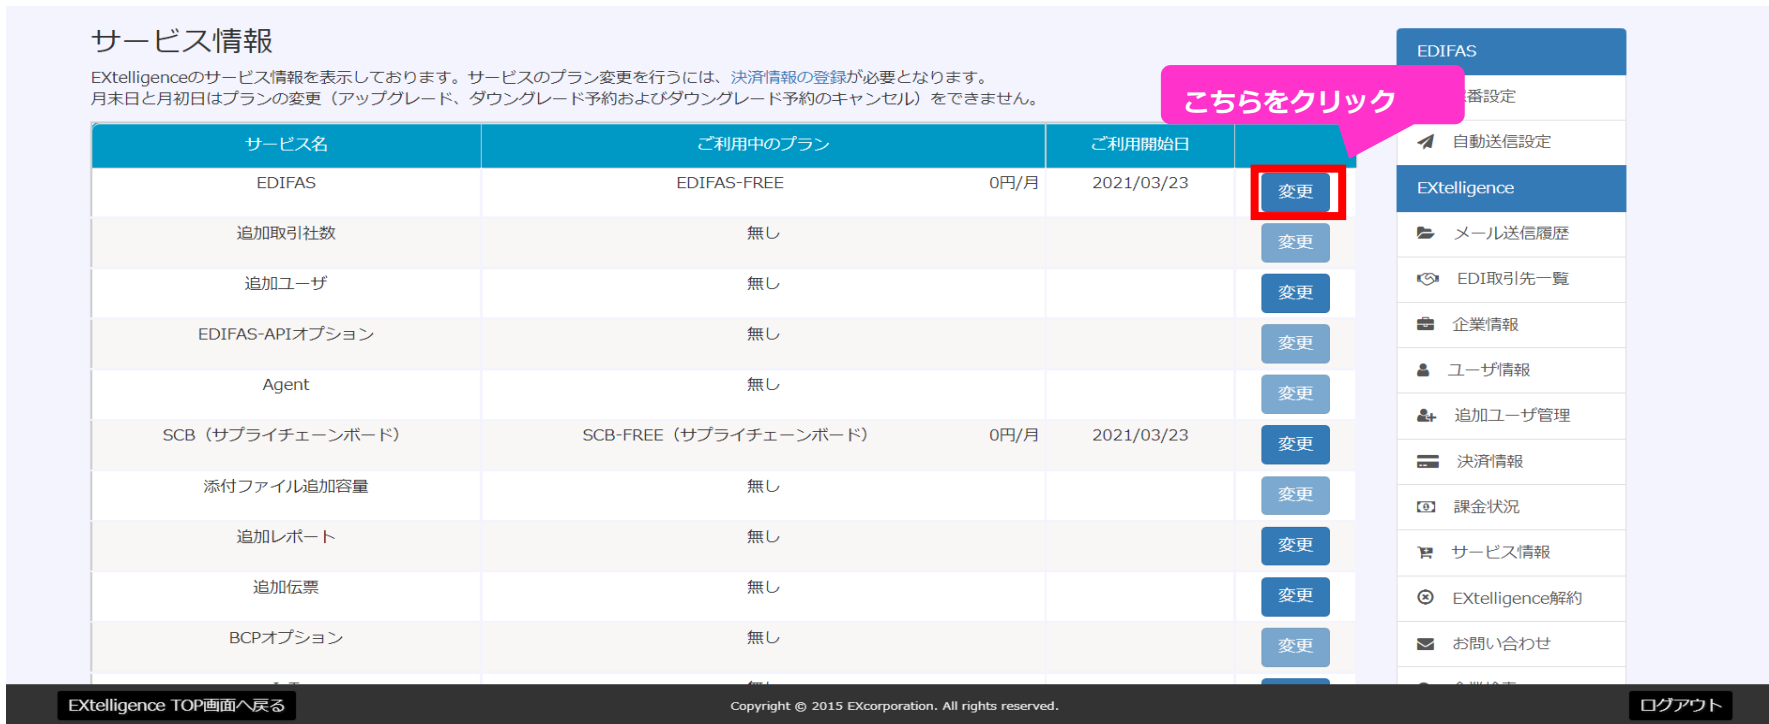 サービス情報
EXtelligenceのサービス情報を表示しております。サービスのプラン変更を行うには、決済情報の登録が必要となります。
月末日と月初日はプランの変更（アップグレード、ダウングレード予約およびダウングレード予約のキャンセル）をできません。
こちらをクリック
サービス名 ご利用中のプラン ご利用開始日
EDIFAS EDIFAS-FREE 0円/月 2021/03/23 変更
追加取引社数 無し 変更
追加ユーザ 無し 変更
EDIFAS-APIオプション 無し 変更
Agent 無し 変更
SCB（サプライチェーンボード） SCB-FREE（サプライチェーンボード） 0円/月 2021/03/23 変更
添付ファイル追加容量 無し 変更
追加レポート 無し 変更
追加伝票 無し 変更
BCPオプション 無し 変更
EDIFAS
番設定
自動送信設定
EXtelligence
メール送信履歴
EDI取引先一覧
企業情報
ユーザ情報
追加ユーザ管理
決済情報
課金状況
サービス情報
EXtelligence解約
お問い合わせ
EXtelligence TOP画面へ戻る
Copyright © 2015 EXcorporation. All rights reserved.
ログアウト